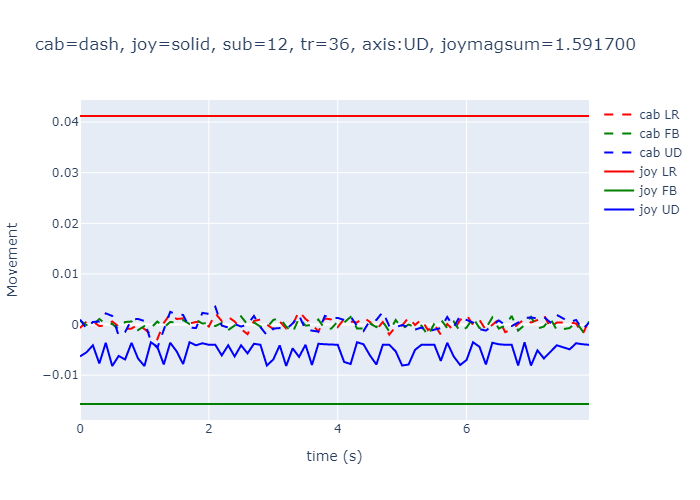 cab=dash, joy=solid, sub=12, tr=36, axis:UD, joymagsum=1.591700
cab LR
cab FB
cab UD
joy LR
joy FB
joy UD
Movement
0.04
0.03
0.02
0.01
0
−0.01
0 2 4 6
time (s)